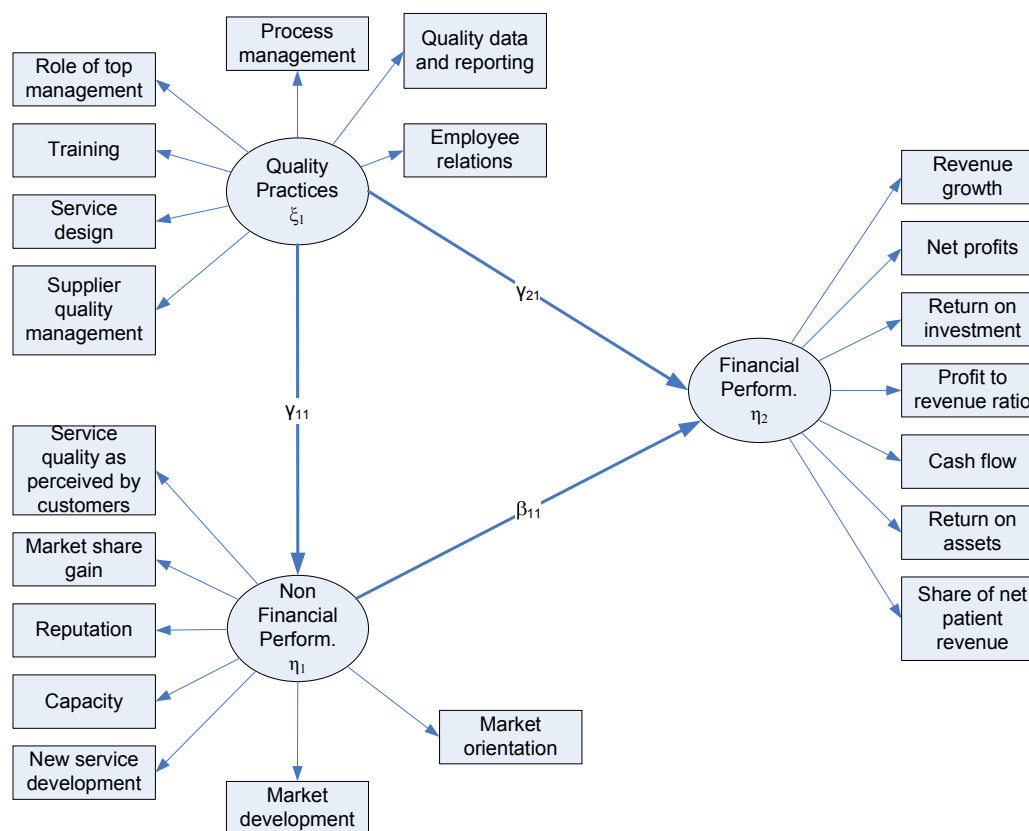 Process
management
Quality data
and reporting
Role of top
management
Training
Employee
relations
Quality
Practices
ξ1
Service
design
Supplier
quality
management
γ21
γ11
Revenue
growth
Net profits
Return on
investment
Financial
Perform.
η2
Profit to
revenue ratio
Cash flow
Return on
assets
Share of net
patient
revenue
β11
Service
quality as
perceived by
customers
Market share
gain
Reputation
Capacity
New service
development
Non
Financial
Perform.
η1
Market
orientation
Market
development